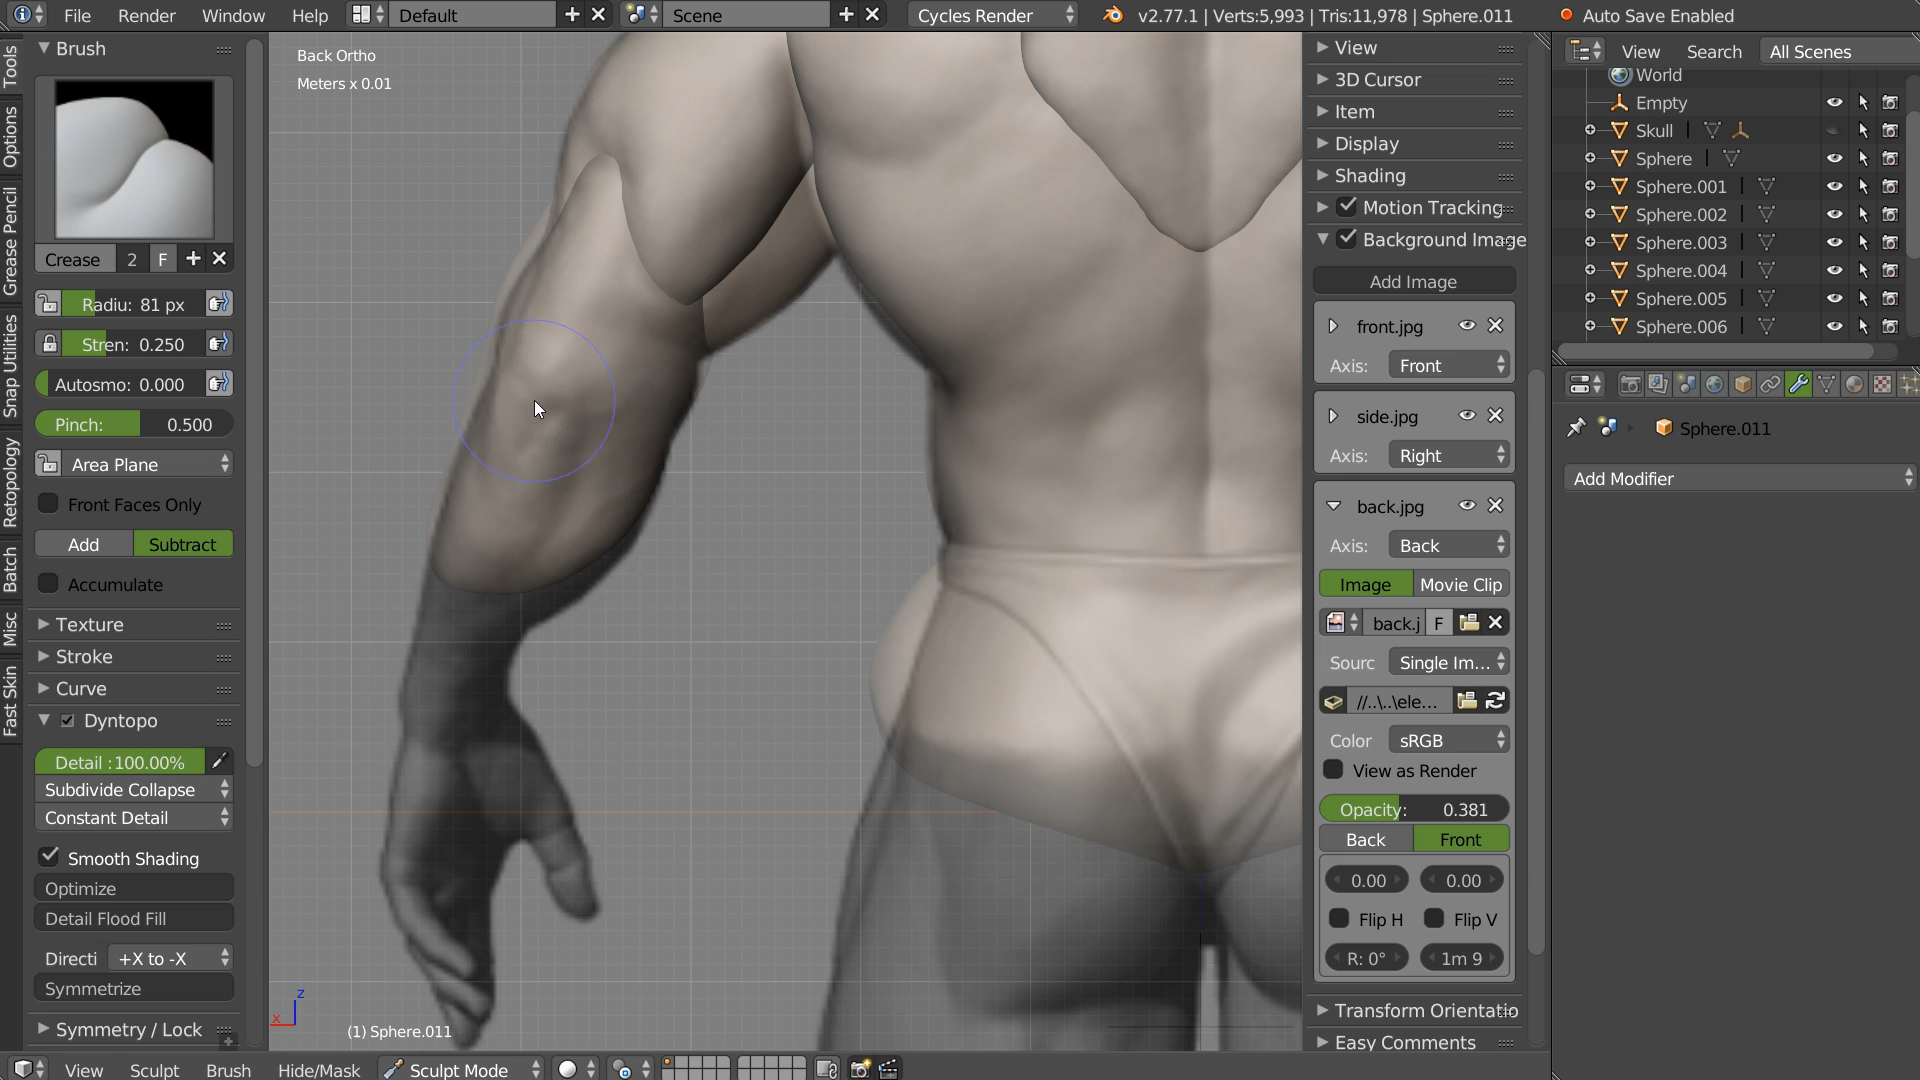 File Render Window Help Default Scene Cycles Render v2.77.1 | Verts:5,993 | Tris:11,978 | Sphere.011 Auto Save Enabled
Tools
Options
Grease Pencil
Snap Utilities
Retopology
Batch
Misc
Fast Skin
Brush
Crease 2 F
Radiu: 81 px
Stren: 0.250
Autosmo: 0.000
Pinch: 0.500
Area Plane
Front Faces Only
Add Subtract
Accumulate
Texture
Stroke
Curve
Dyntopo
Detail :100.00%
Subdivide Collapse
Constant Detail
Smooth Shading
Optimize
Detail Flood Fill
Directi +X to -X
Symmetrize
Symmetry / Lock
Back Ortho
Meters x 0.01
z
x
(1) Sphere.011
View
3D Cursor
Item
Display
Shading
Motion Tracking
Background Image
Add Image
front.jpg
Axis: Front
side.jpg
Axis: Right
back.jpg
Axis: Back
Image Movie Clip
back.j F
Sourc Single Im...
//..\..\ele...
Color sRGB
View as Render
Opacity: 0.381
Back Front
0.00 0.00
Flip H Flip V
R: 0° 1m 9
Transform Orientatio
Easy Comments
View Search All Scenes
World
Empty
Skull
Sphere
Sphere.001
Sphere.002
Sphere.003
Sphere.004
Sphere.005
Sphere.006
Sphere.011
Add Modifier
View Sculpt Brush Hide/Mask Sculpt Mode